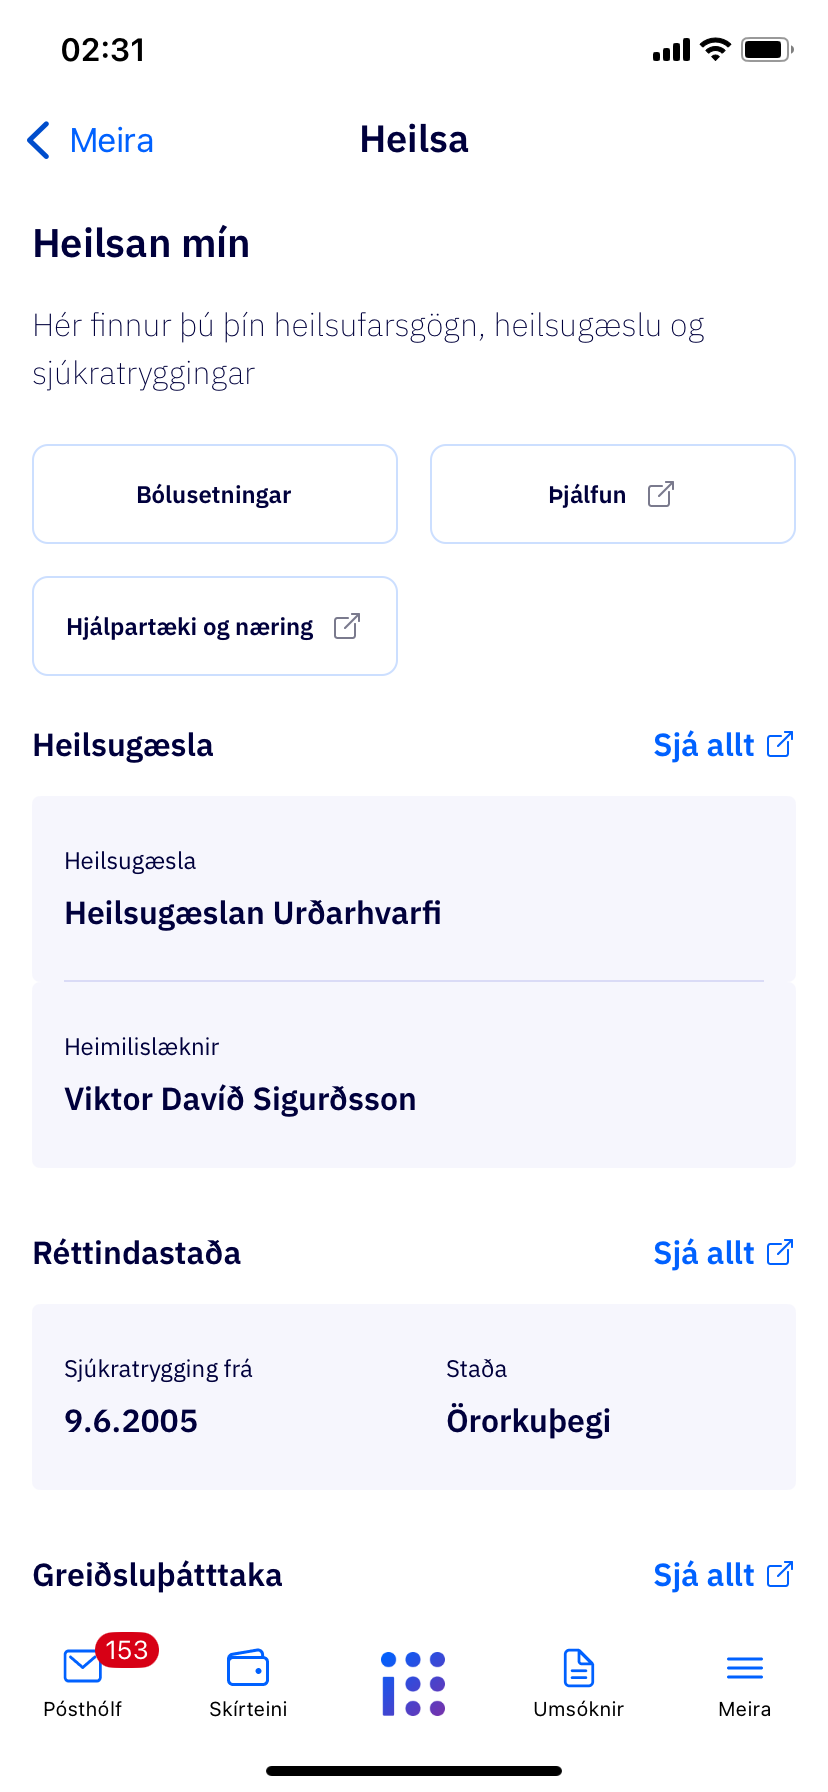 02:31
Meira
Heilsa
Heilsan mín
Hér finnur þú þín heilsufarsgögn, heilsugæslu og
sjúkratryggingar
Bólusetningar
Þjálfun
Hjálpartæki og næring
Heilsugæsla
Sjá allt
Heilsugæsla
Heilsugæslan Urðarhvarfi
Heimilislæknir
Viktor Davíð Sigurðsson
Réttindastaða
Sjá allt
Sjúkratrygging frá
Staða
9.6.2005
Örorkuþegi
Greiðsluþátttaka
Sjá allt
153
Pósthólf
Skírteini
Umsóknir
Meira